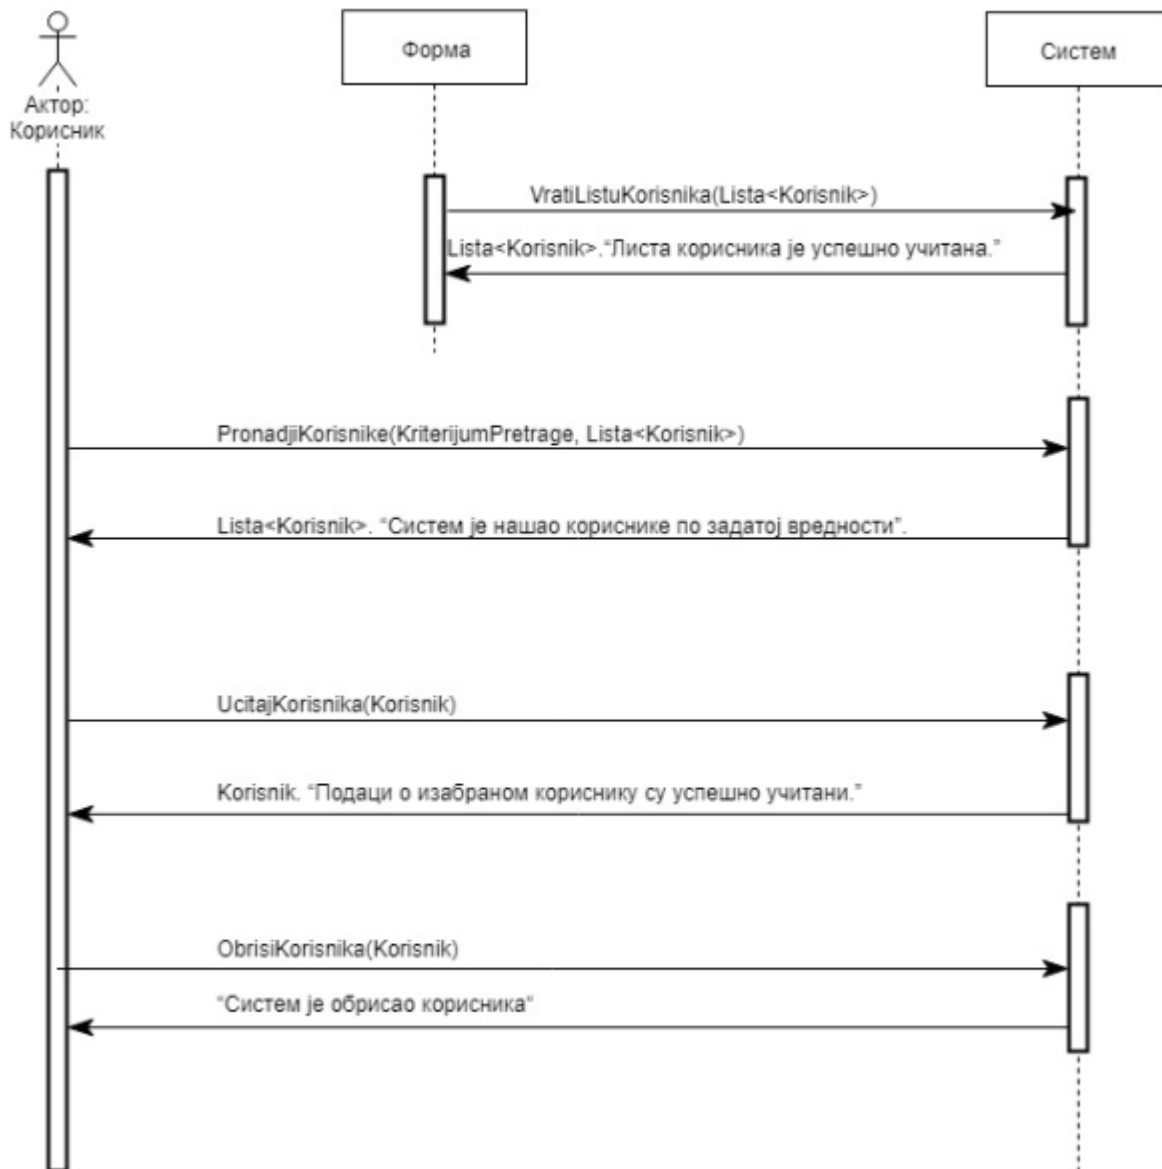 Форма
Систем
Актор:
Корисник
VratiListuKorisnika(Lista<Korisnik>)
Lista<Korisnik>.“Листа корисника је успешно учитана.”
PronadjiKorisnike(KriterijumPretrage, Lista<Korisnik>)
Lista<Korisnik>. “Систем је нашао кориснике по задатој вредности”.
UcitajKorisnika(Korisnik)
Korisnik. “Подаци о изабраном кориснику су успешно учитани.”
ObrisiKorisnika(Korisnik)
“Систем је обрисао корисника“